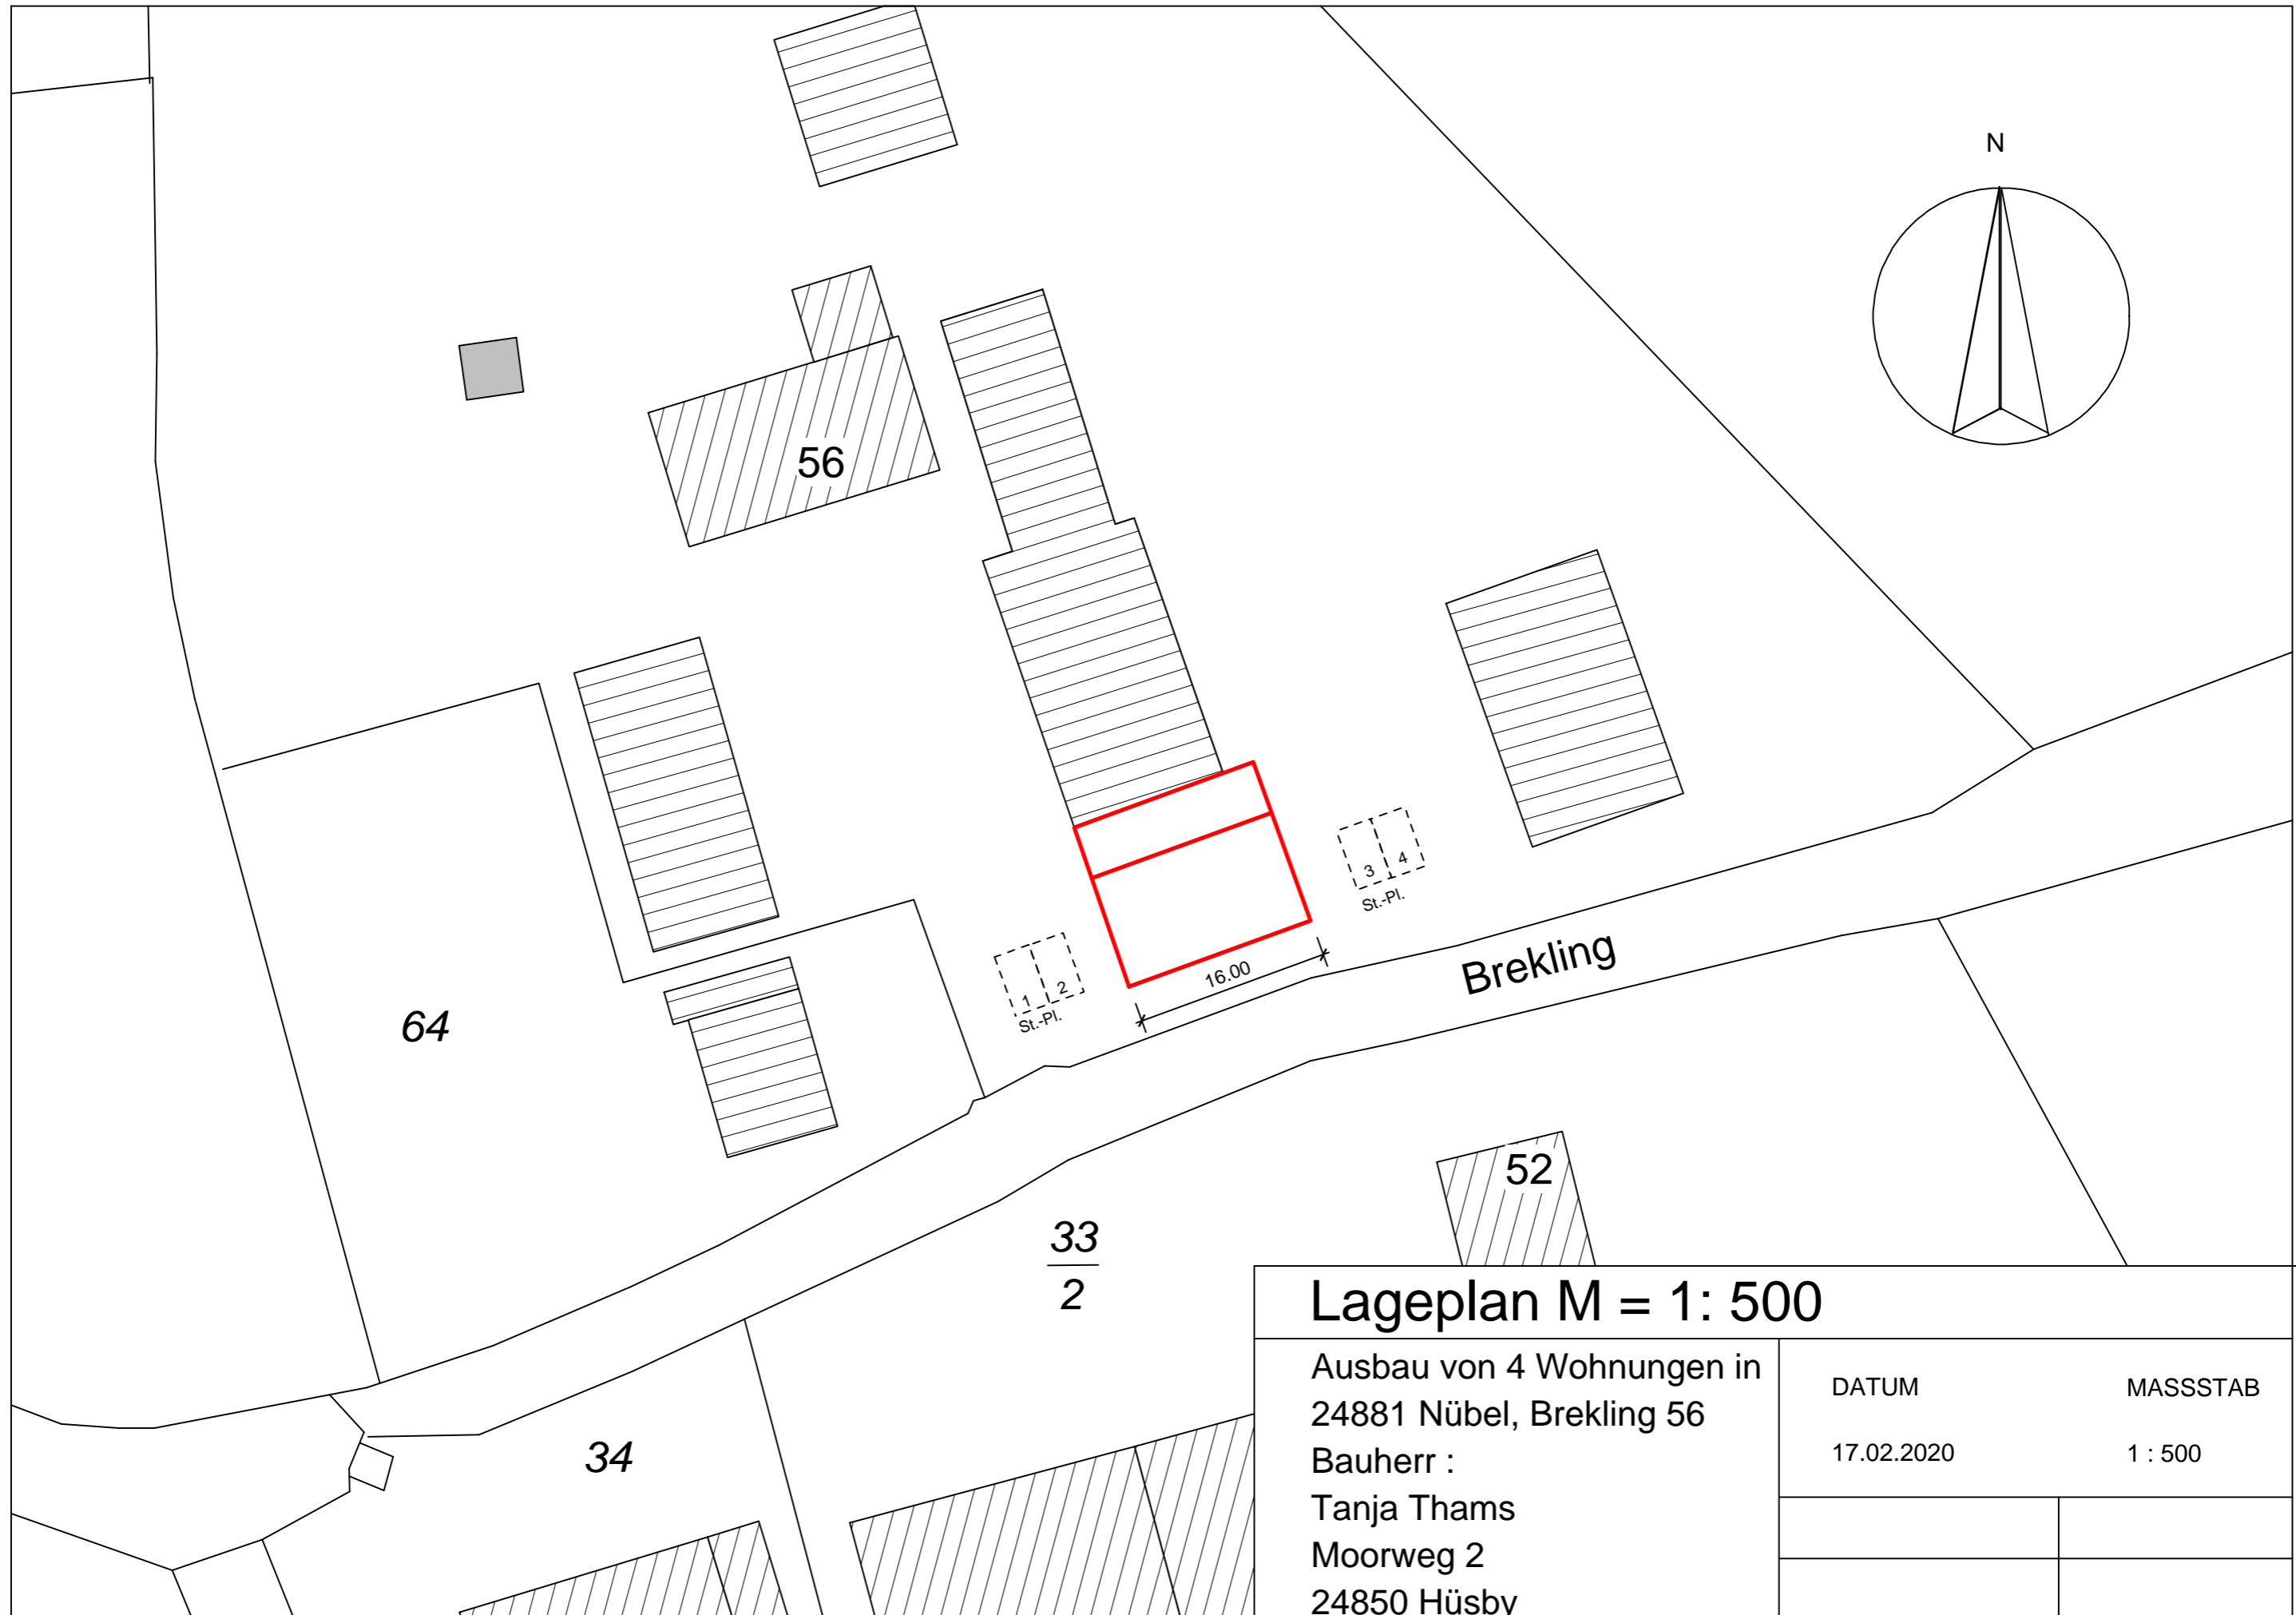 N
56
3
4
St.-Pl.
Brekling
16.00
1
2
St.-Pl.
64
52
33
2
34
Lageplan M = 1: 500
Ausbau von 4 Wohnungen in
24881 Nübel, Brekling 56
Bauherr :
Tanja Thams
Moorweg 2
24850 Hüsby
DATUM
MASSSTAB
17.02.2020
1 : 500